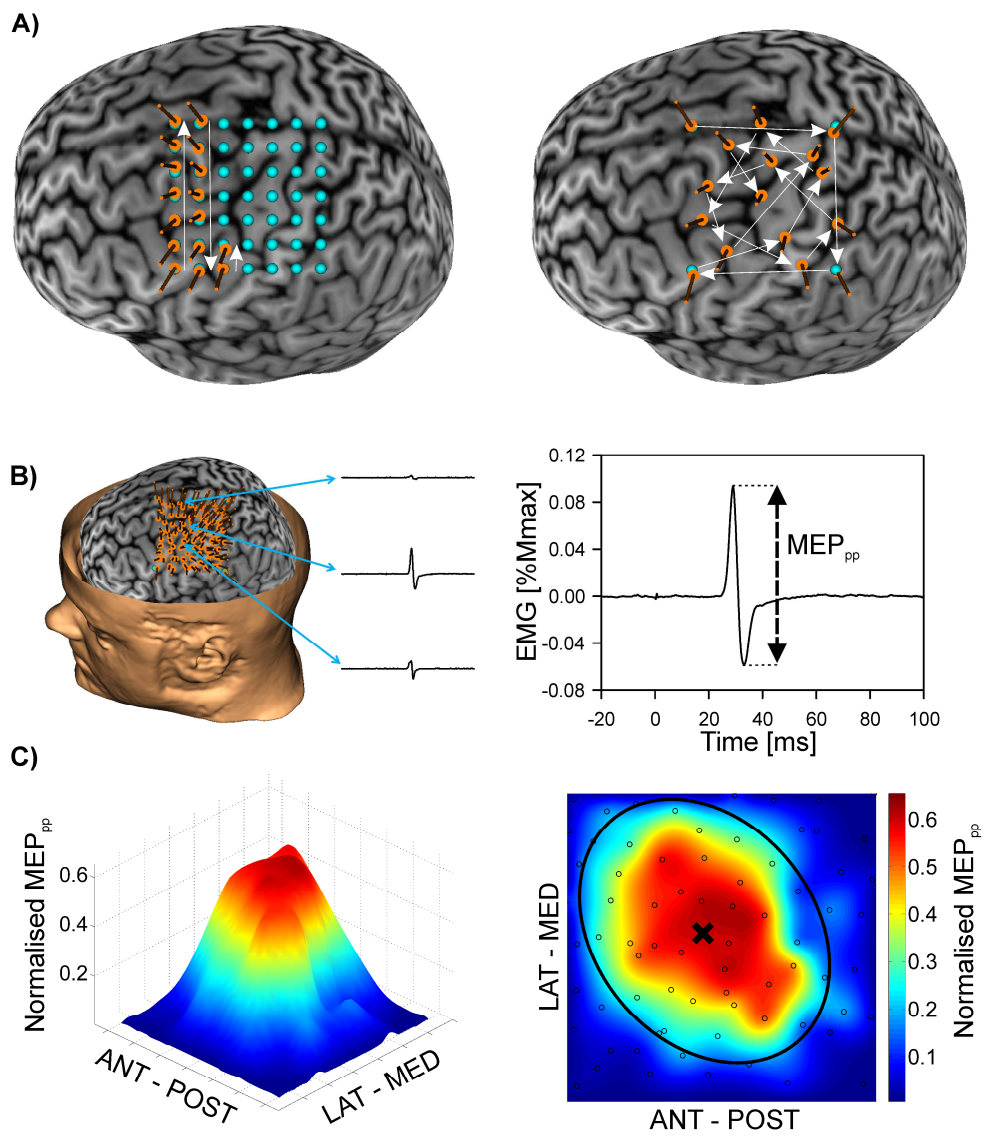 A)
B)
0.12
0.08
0.04
0.00
-0.04
-0.08
EMG [%Mmax]
MEPpp
-20 0 20 40 60 80 100
Time [ms]
C)
Normalised MEPpp
0.6
0.4
0.2
ANT - POST
LAT - MED
LAT - MED
ANT - POST
0.6
0.5
0.4
0.3
0.2
0.1
Normalised MEPpp